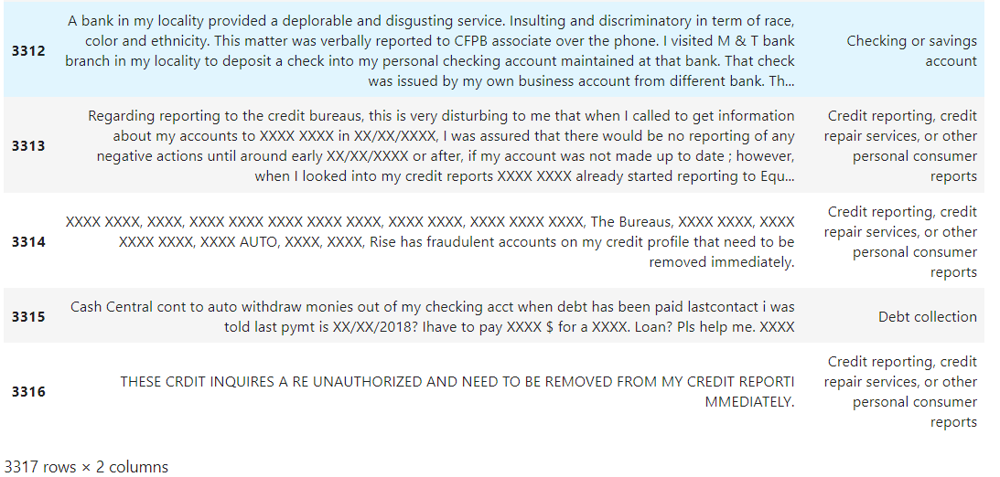 A bank in my locality provided a deplorable and disgusting service. Insulting and discriminatory in term of race,
3312 color and ethnicity. This matter was verbally reported to CFPB associate over the phone. I visited M & T bank Checking or savings
branch in my locality to deposit a check into my personal checking account maintained at that bank. That check account
was issued by my own business account from different bank. Th...
Regarding reporting to the credit bureaus, this is very disturbing to me that when I called to get information Credit reporting, credit
3313 about my accounts to XXXX XXXX in XX/XX/XXXX, I was assured that there would be no reporting of any repair services, or other
negative actions until around early XX/XX/XXXX or after, if my account was not made up to date ; however, personal consumer
when I looked into my credit reports XXXX XXXX already started reporting to Equ... reports
Credit reporting, credit
XXXX XXXX, XXXX, XXXX XXXX XXXX XXXX XXXX, XXXX XXXX, XXXX XXXX XXXX, The Bureaus, XXXX XXXX, XXXX repair services, or other
3314 XXXX XXXX, XXXX AUTO, XXXX, XXXX, Rise has fraudulent accounts on my credit profile that need to be personal consumer
removed immediately. reports
Cash Central cont to auto withdraw monies out of my checking acct when debt has been paid lastcontact i was
3315 told last pymt is XX/XX/2018? Ihave to pay XXXX $ for a XXXX. Loan? Pls help me. XXXX Debt collection
Credit reporting, credit
3316 THESE CRDIT INQUIRES A RE UNAUTHORIZED AND NEED TO BE REMOVED FROM MY CREDIT REPORTI repair services, or other
MMEDIATELY. personal consumer
reports
3317 rows × 2 columns